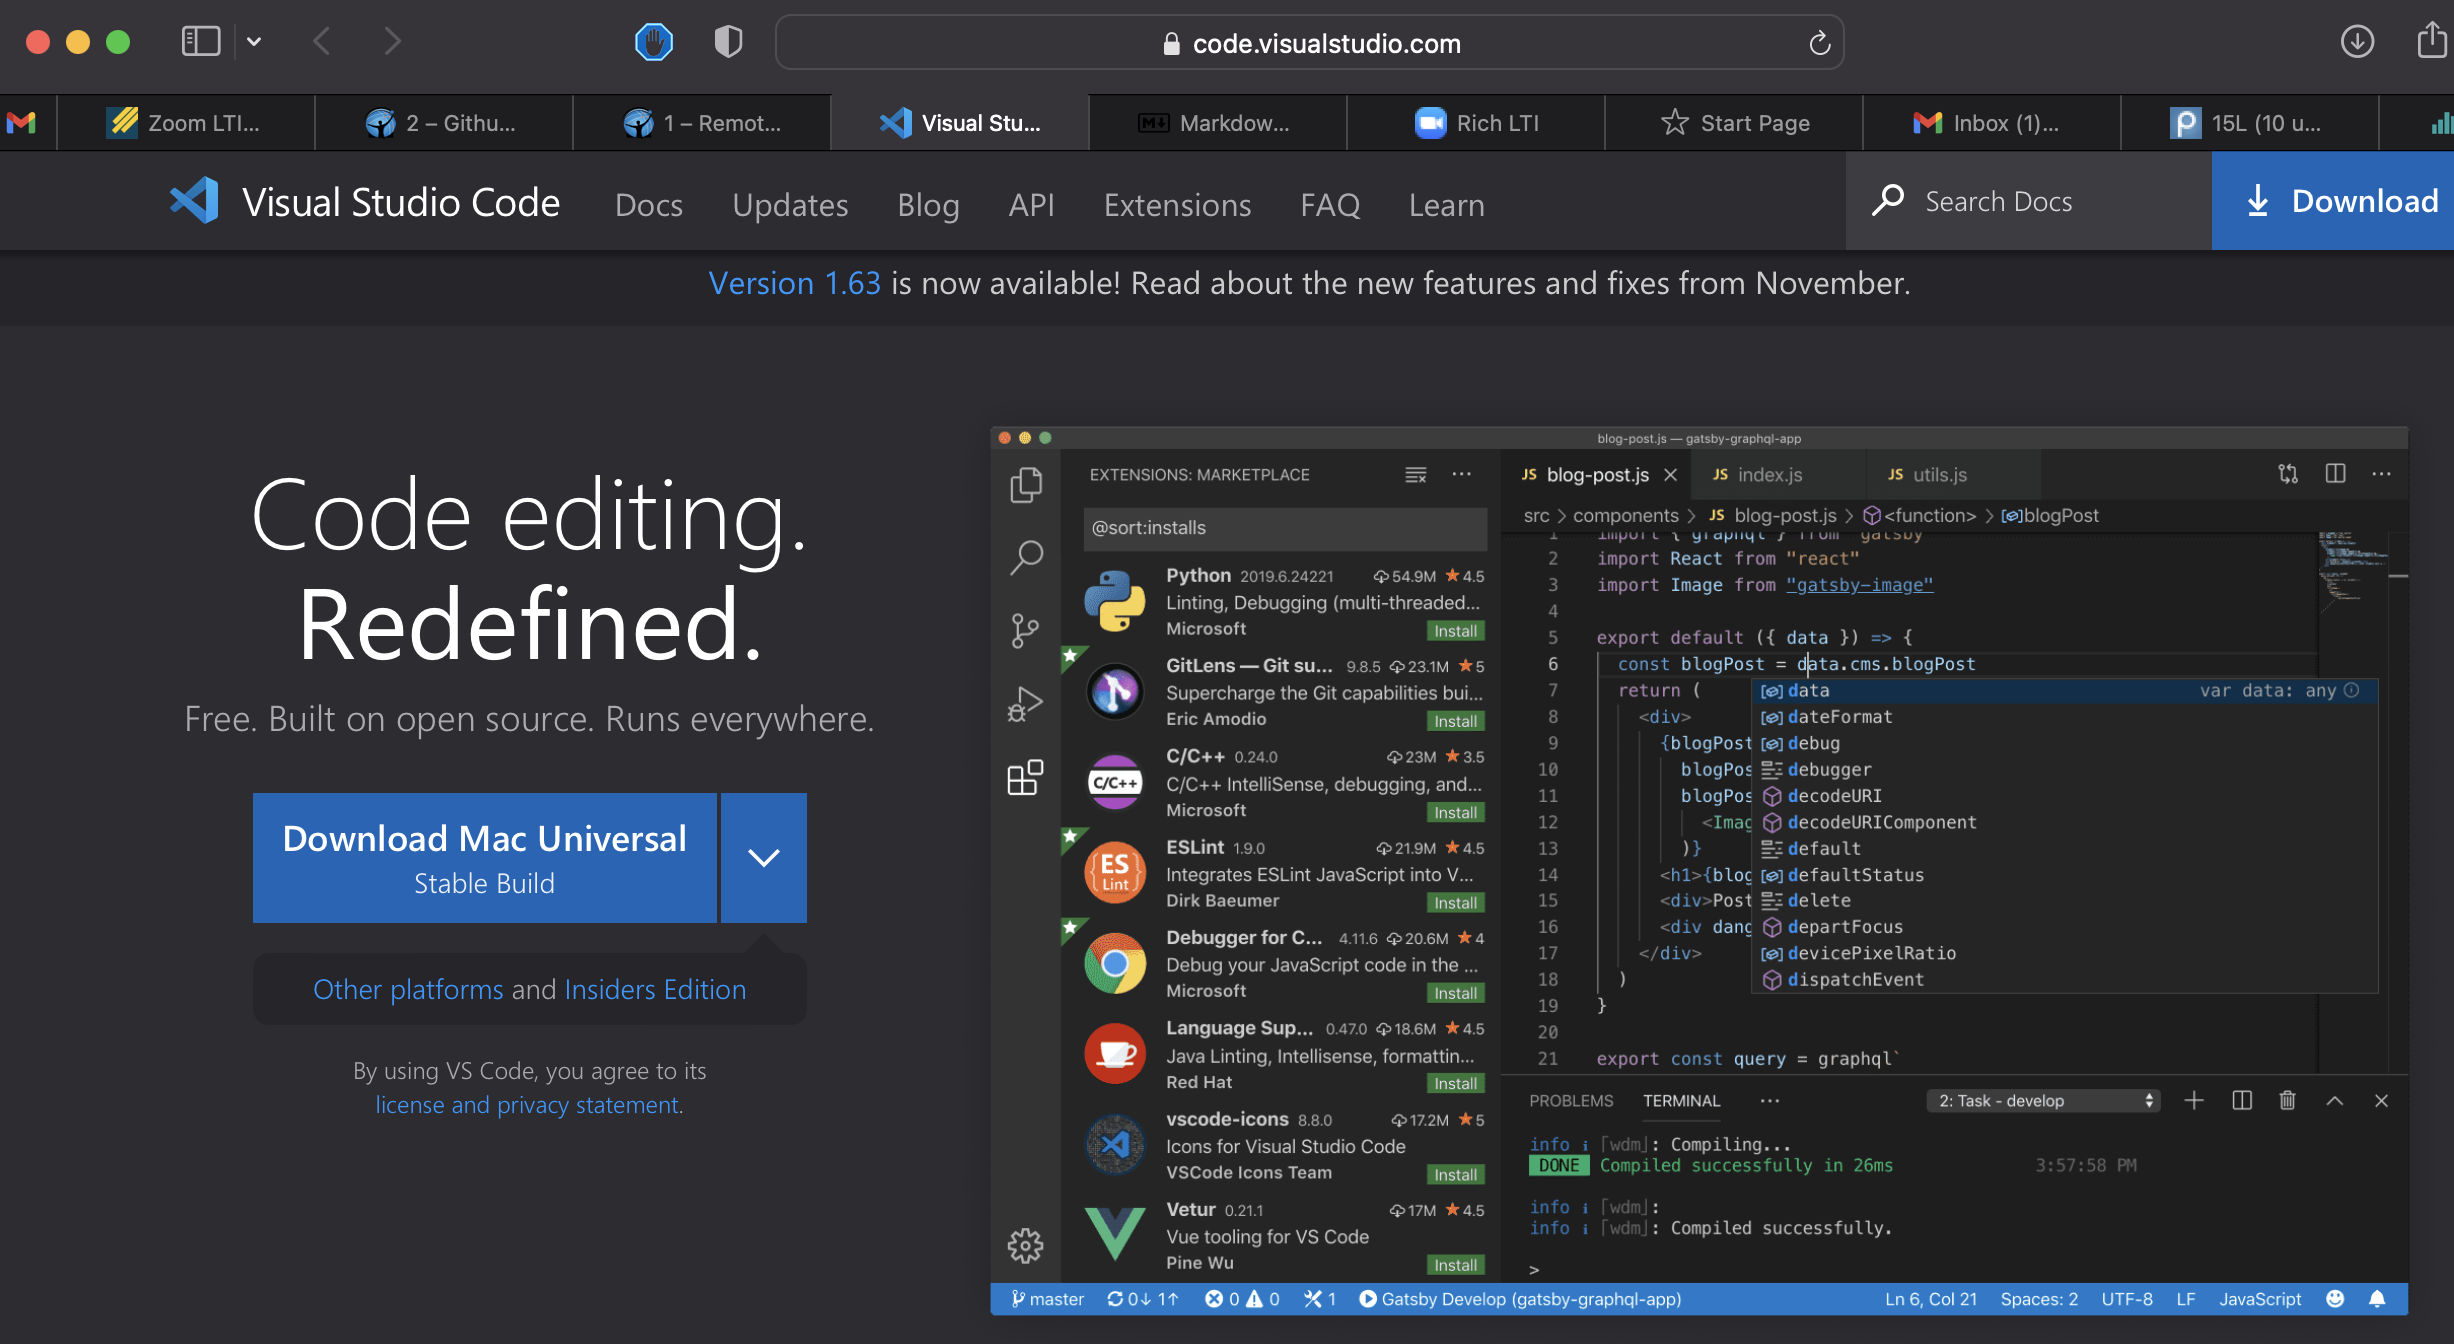 code.visualstudio.com
Zoom LTI...
2 – Githu...
1 – Remot...
Visual Stu...
Markdow...
Rich LTI
Start Page
Inbox (1)...
15L (10 u...
Visual Studio Code
Docs
Updates
Blog
API
Extensions
FAQ
Learn
Search Docs
Download
Version 1.63 is now available! Read about the new features and fixes from November.
Code editing.
Redefined.
Free. Built on open source. Runs everywhere.
Download Mac Universal
Stable Build
Other platforms and Insiders Edition
By using VS Code, you agree to its
license and privacy statement.
blog-post.js — gatsby-graphql-app
EXTENSIONS: MARKETPLACE
@sort:installs
Python 2019.6.24221 54.9M 4.5
Linting, Debugging (multi-threaded...
Microsoft Install
GitLens — Git su... 9.8.5 23.1M 5
Supercharge the Git capabilities bui...
Eric Amodio Install
C/C++ 0.24.0 23M 3.5
C/C++ IntelliSense, debugging, and...
Microsoft Install
ESLint 1.9.0 21.9M 4.5
Integrates ESLint JavaScript into V...
Dirk Baeumer Install
Debugger for C... 4.11.6 20.6M 4
Debug your JavaScript code in the ...
Microsoft Install
Language Sup... 0.47.0 18.6M 4.5
Java Linting, Intellisense, formattin...
Red Hat Install
vscode-icons 8.8.0 17.2M 5
Icons for Visual Studio Code
VSCode Icons Team Install
Vetur 0.21.1 17M 4.5
Vue tooling for VS Code
Pine Wu Install
C/C++
ES
Lint
JS blog-post.js
JS index.js
JS utils.js
src > components > JS blog-post.js > <function> > blogPost
1 import { graphql } from "gatsby"
2 import React from "react"
3 import Image from "gatsby-image"
4
5 export default ({ data }) => {
6 const blogPost = data.cms.blogPost
7 return (
8 <div>
9 {blogPost
10 blogPos
11 blogPos
12 <Imag
13 )}
14 <h1>{blog
15 <div>Post
16 <div dang
17 </div>
18 )
19 }
20
21 export const query = graphql`
data var data: any
dateFormat
debug
debugger
decodeURI
decodeURIComponent
default
defaultStatus
delete
departFocus
devicePixelRatio
dispatchEvent
PROBLEMS
TERMINAL
2: Task - develop
info i ｢wdm｣: Compiling...
DONE Compiled successfully in 26ms 3:57:58 PM
info i ｢wdm｣:
info i ｢wdm｣: Compiled successfully.
>
master 0↓ 1↑ 0 0 1 Gatsby Develop (gatsby-graphql-app)
Ln 6, Col 21 Spaces: 2 UTF-8 LF JavaScript